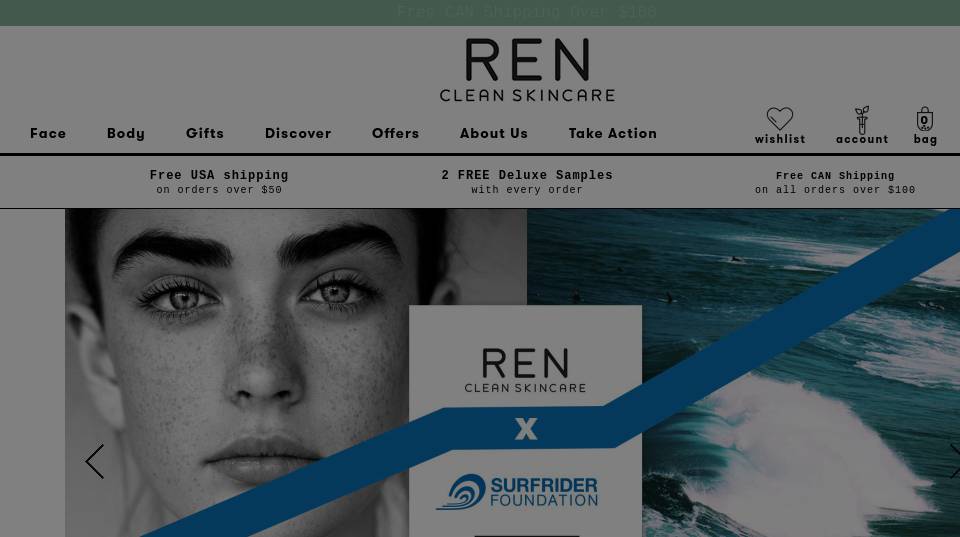 Free CAN Shipping Over $100
REN
CLEAN SKINCARE
Face Body Gifts Discover Offers About Us Take Action
wishlist account 0 bag
Free USA shipping
on orders over $50
2 FREE Deluxe Samples
with every order
Free CAN Shipping
on all orders over $100
REN
CLEAN SKINCARE
X
SURFRIDER
FOUNDATION